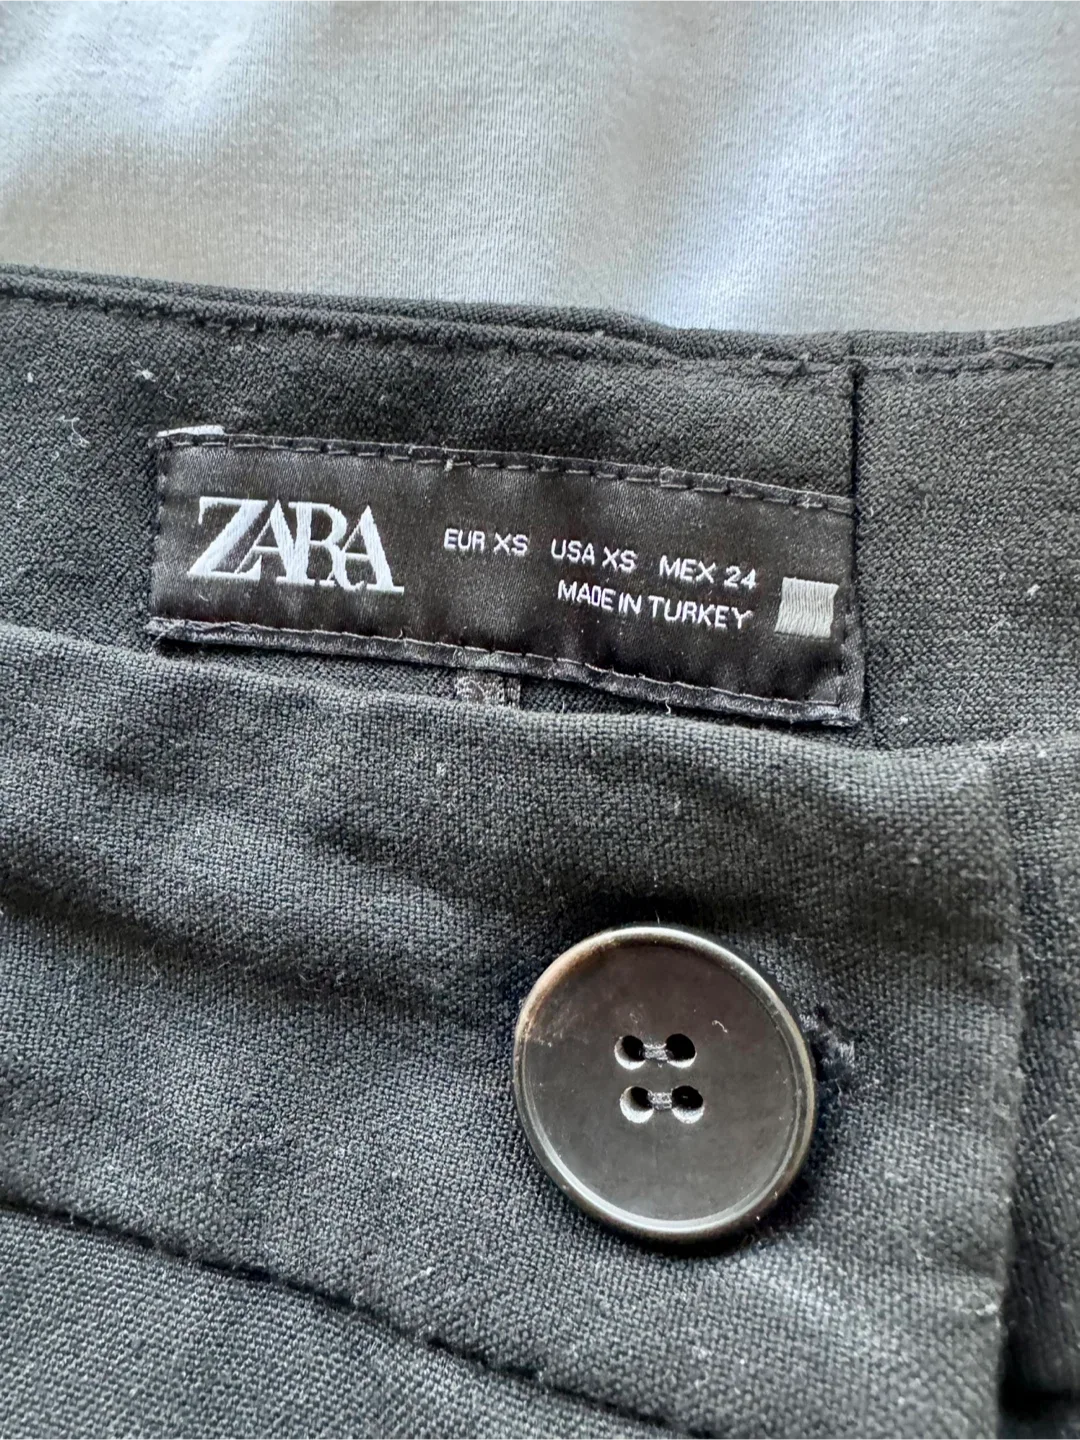 ZARA
EUR XS USA XS MEX 24
MADE IN TURKEY